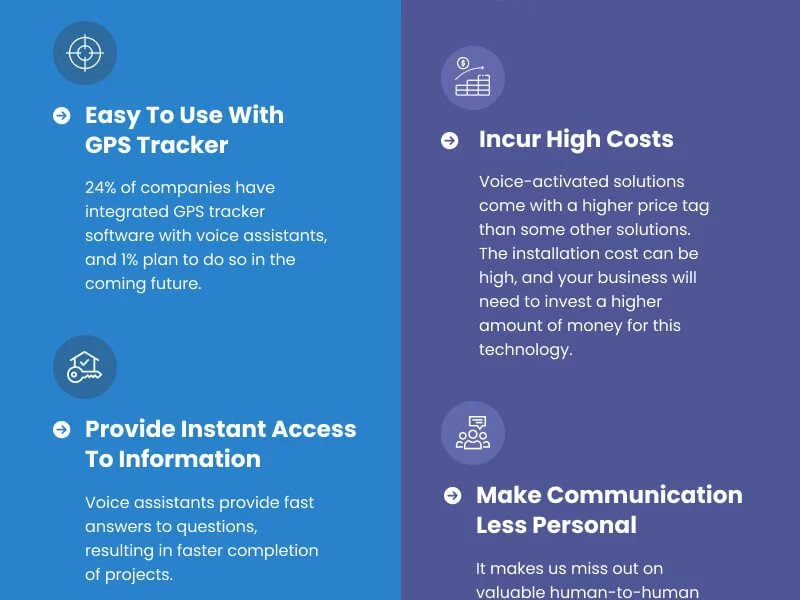 Easy To Use With
GPS Tracker
24% of companies have
integrated GPS tracker
software with voice assistants,
and 1% plan to do so in the
coming future.
Provide Instant Access
To Information
Voice assistants provide fast
answers to questions,
resulting in faster completion
of projects.
$
Incur High Costs
Voice-activated solutions
come with a higher price tag
than some other solutions.
The installation cost can be
high, and your business will
need to invest a higher
amount of money for this
technology.
Make Communication
Less Personal
It makes us miss out on
valuable human-to-human